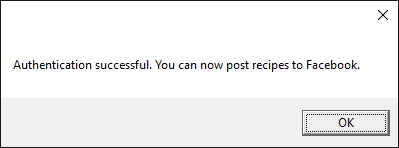 Authentication successful. You can now post recipes to Facebook.
OK